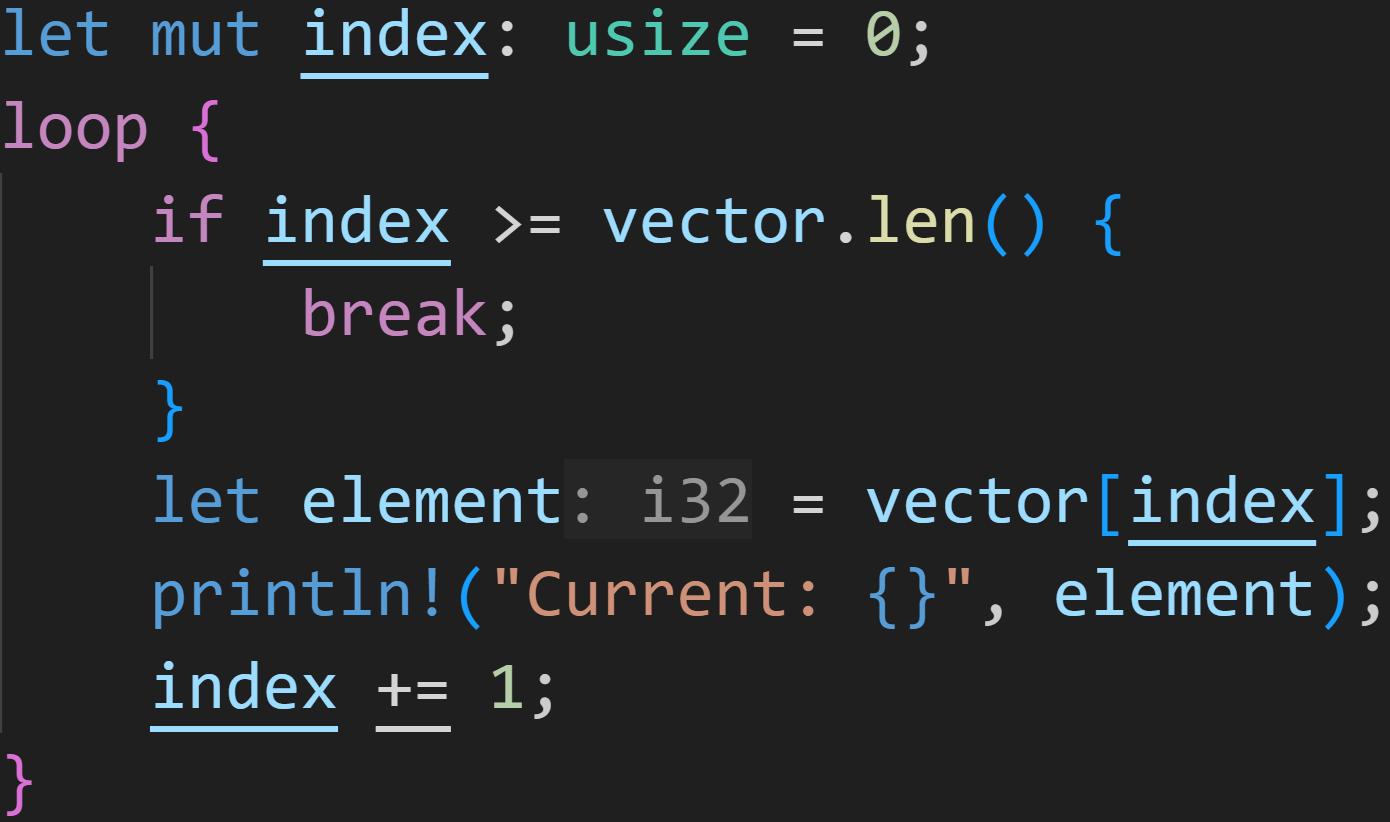 let mut index: usize = 0;
loop {
    if index >= vector.len() {
        break;
    }
    let element: i32 = vector[index];
    println!("Current: {}", element);
    index += 1;
}